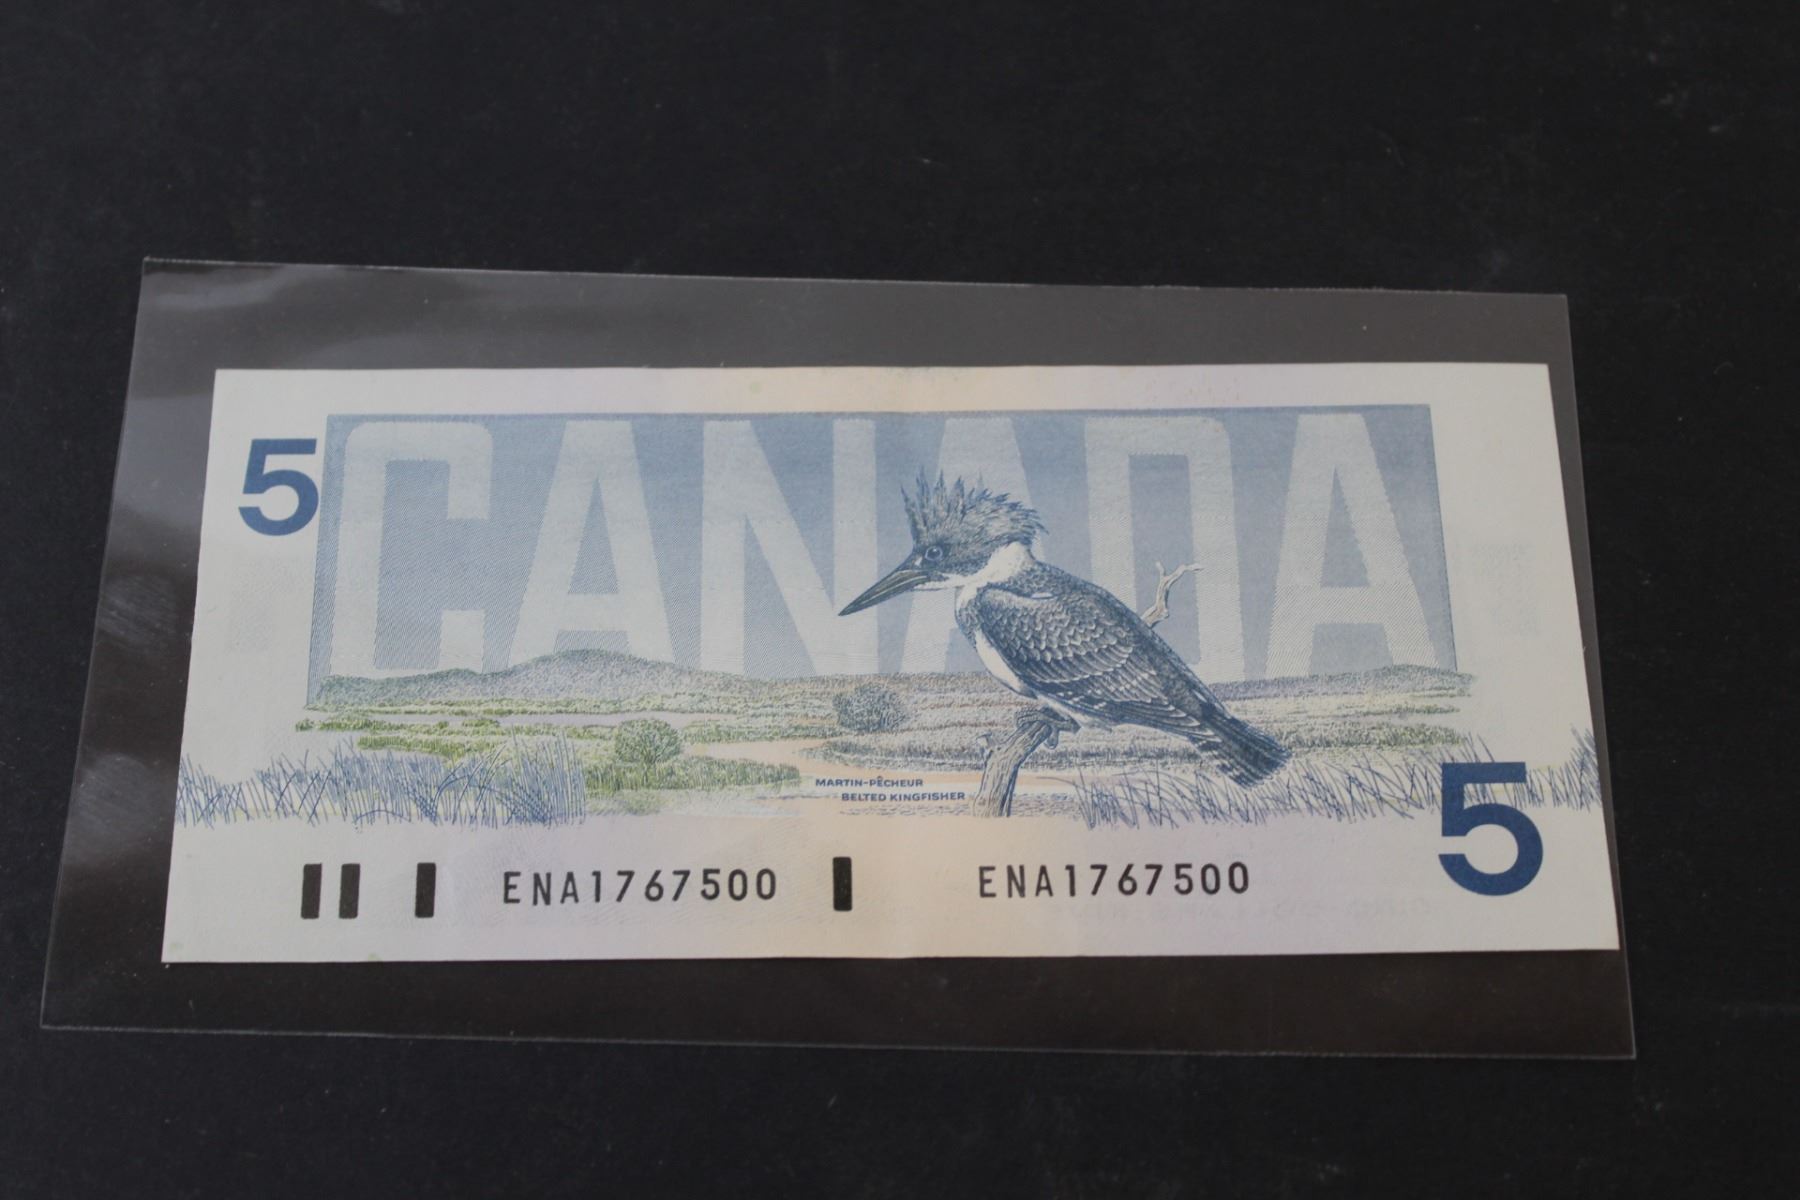 CANADA
5
MARTIN-PÊCHEUR
BELTED KINGFISHER
5
ENA1767500 ENA1767500